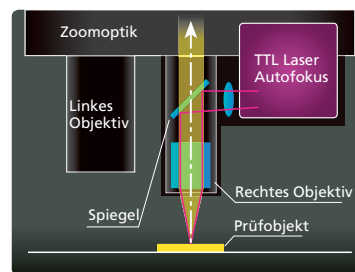 Zoomoptik
TTL Laser
Autofokus
Linkes
Objektiv
Rechtes Objektiv
Spiegel
Prüfobjekt